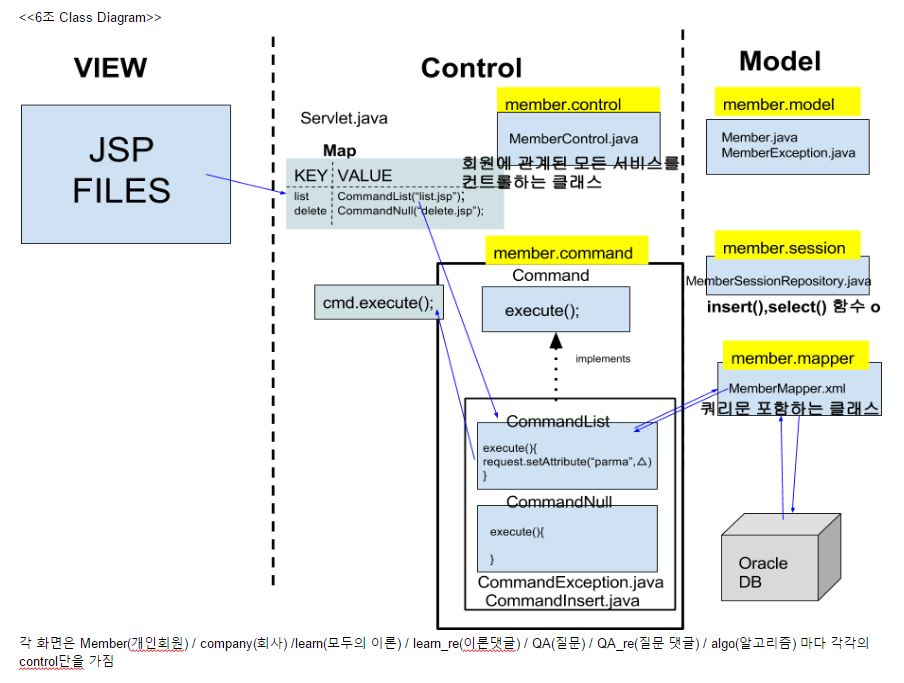 <<6조 Class Diagram>>
VIEW
Control
Model
JSP
FILES
Servlet.java
Map
KEY VALUE
list CommandList("list.jsp");
delete CommandNull("delete.jsp");
member.control
MemberControl.java
회원에 관계된 모든 서비스를
컨트롤하는 클래스
member.model
Member.java
MemberException.java
member.command
Command
execute();
cmd.execute();
implements
CommandList
execute(){
request.setAttribute("parma",△)
}
CommandNull
execute(){
}
CommandException.java
CommandInsert.java
member.session
MemberSessionRepository.java
insert(),select() 함수 o
member.mapper
MemberMapper.xml
쿼리문 포함하는 클래스
Oracle
DB
각 화면은 Member(개인회원) / company(회사) /learn(모두의 이론) / learn_re(이론댓글) / QA(질문) / QA_re(질문 댓글) / algo(알고리즘) 마다 각각의
control단을 가짐